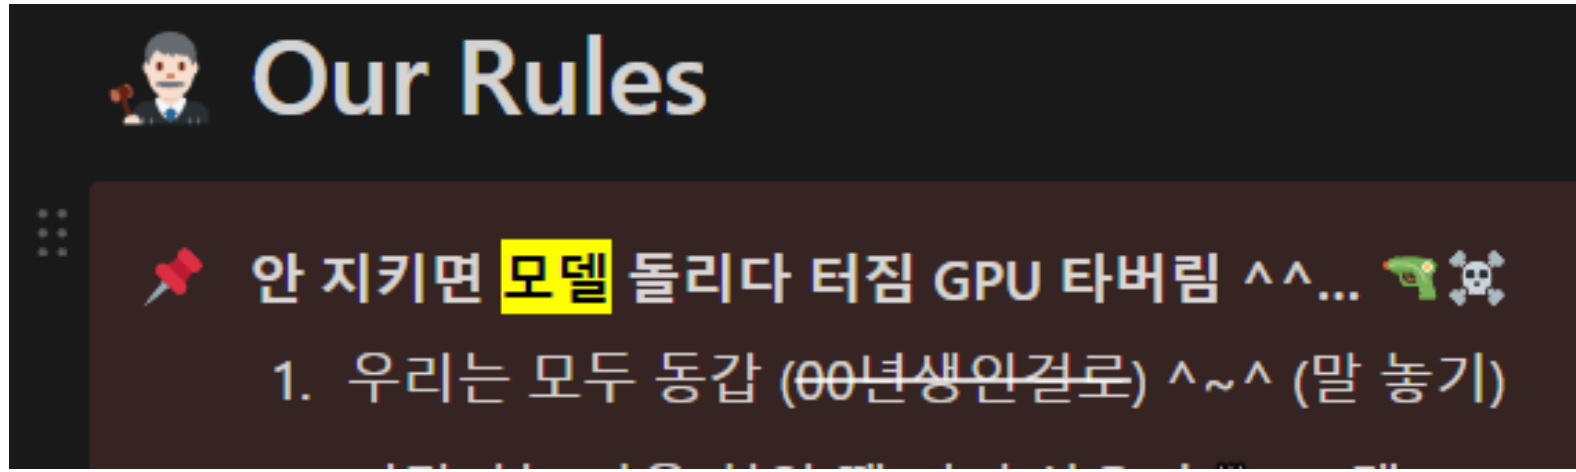 Our Rules
안 지키면 모델 돌리다 터짐 GPU 타버림 ^^...
1. 우리는 모두 동갑 (00년생인걸로) ^~^ (말 놓기)